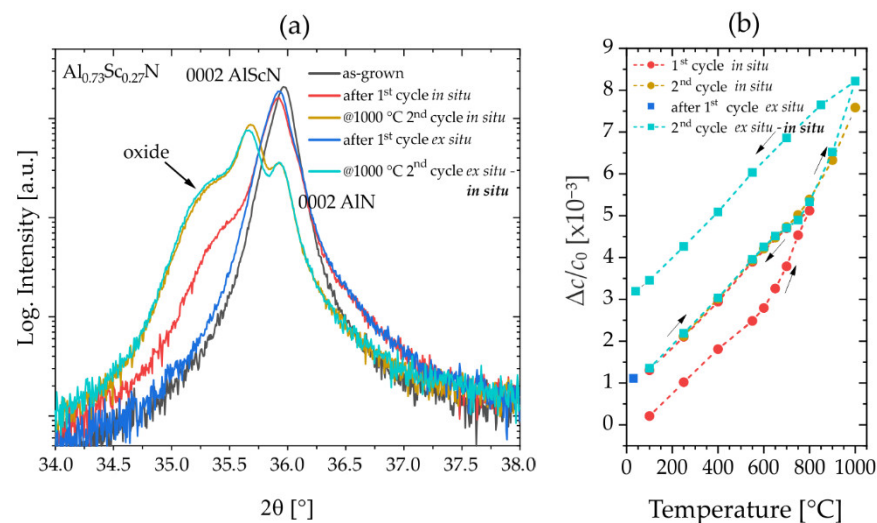 (a)
Al0.73Sc0.27N
0002 AlScN
as-grown
after 1st cycle in situ
@1000 °C 2nd cycle in situ
after 1st cycle ex situ
@1000 °C 2nd cycle ex situ -
in situ
oxide
0002 AlN
Log. Intensity [a.u.]
34.0 34.5 35.0 35.5 36.0 36.5 37.0 37.5 38.0
2θ [°]
(b)
9
8
7
6
5
4
3
2
1
0
1st cycle in situ
2nd cycle in situ
after 1st cycle ex situ
2nd cycle ex situ - in situ
Δc/c0 [x10−3]
0 200 400 600 800 1000
Temperature [°C]